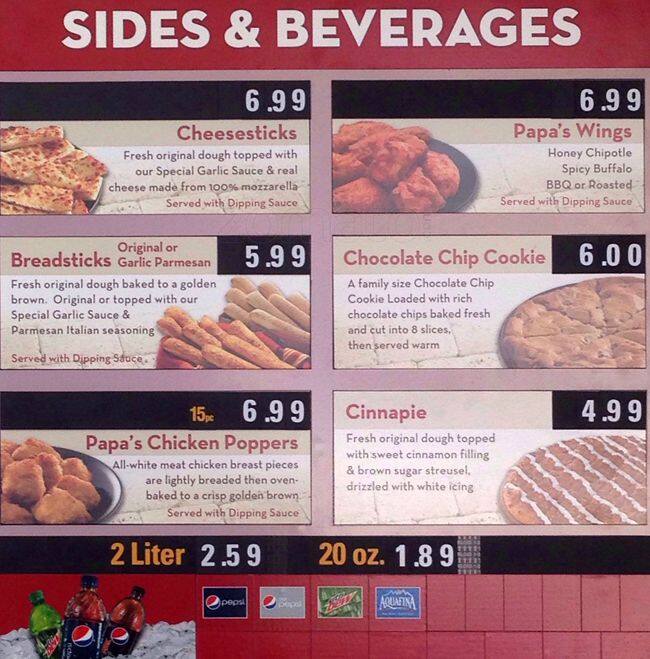 SIDES & BEVERAGES
6.99
Cheesesticks
Fresh original dough topped with
our Special Garlic Sauce & real
cheese made from 100% mozzarella
Served with Dipping Sauce
6.99
Papa's Wings
Honey Chipotle
Spicy Buffalo
BBQ or Roasted
Served with Dipping Sauce
Breadsticks Original or
Garlic Parmesan
5.99
Fresh original dough baked to a golden
brown. Original or topped with our
Special Garlic Sauce &
Parmesan Italian seasoning
Served with Dipping Sauce
Chocolate Chip Cookie 6.00
A family size Chocolate Chip
Cookie Loaded with rich
chocolate chips baked fresh
and cut into 8 slices,
then served warm
15pc 6.99
Papa's Chicken Poppers
All-white meat chicken breast pieces
are lightly breaded then oven-
baked to a crisp golden brown
Served with Dipping Sauce
Cinnapie 4.99
Fresh original dough topped
with sweet cinnamon filling
& brown sugar streusel,
drizzled with white icing
2 Liter 2.59 20 oz. 1.89
pepsi
pepsi
AQUAFINA